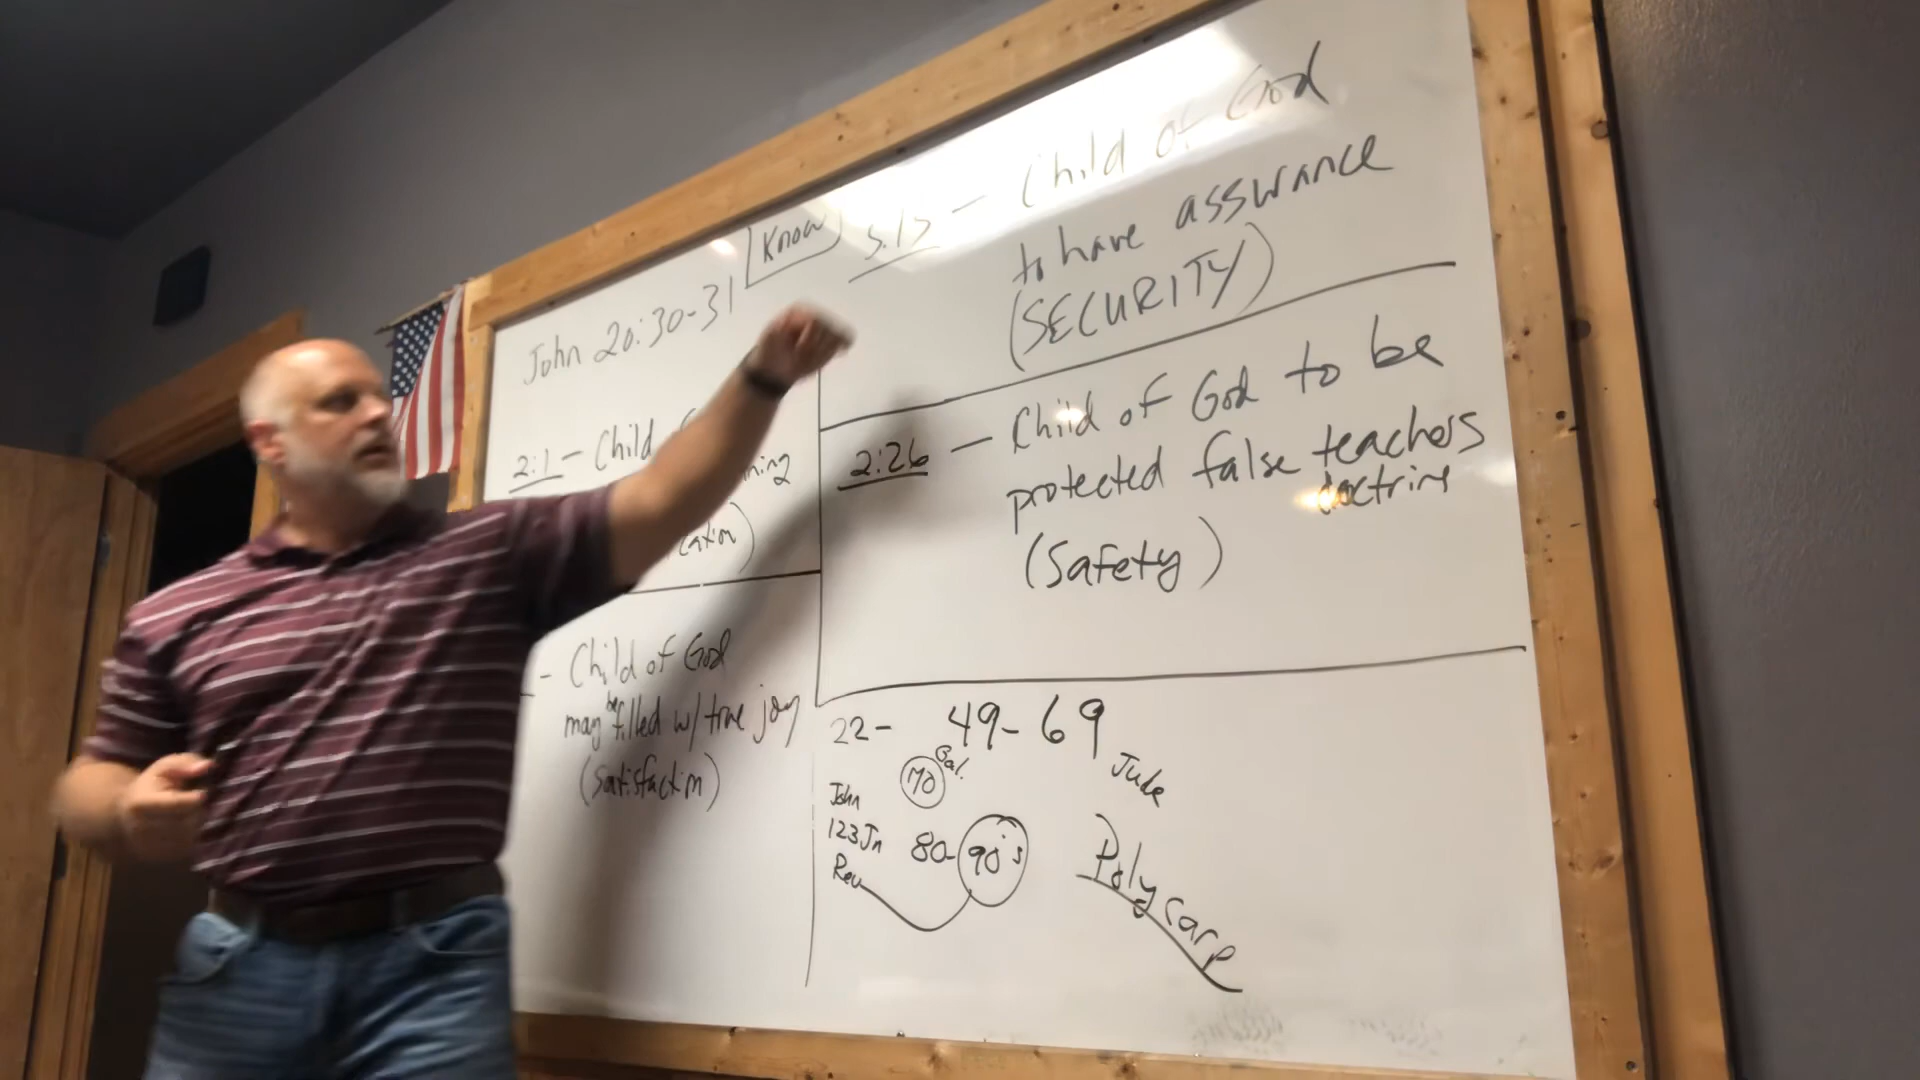 John 20:30-31
Know
2:1 - Child
- Child of God
may be filled w/ true joy
(Satisfaction)
5:13 - Child of God
to have assurance
(SECURITY)
2:26 - Child of God to be
protected false teachers
doctrine
(Safety)
22- 49-69
70 Gal. Jude
John
123Jn 80-90's
Rev
Polycarp